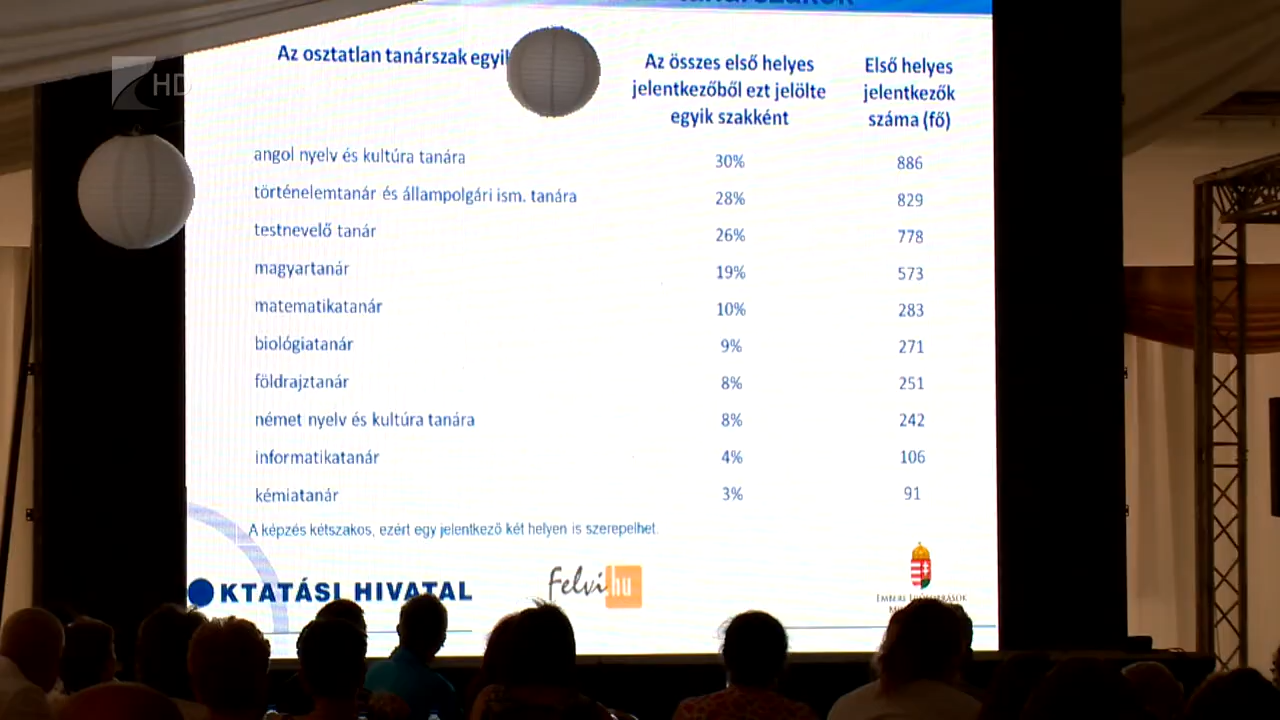 Az osztatlan tanárszak
Az összes első helyes jelentkezőből ezt jelölte egyik szakként
Első helyes jelentkezők száma (fő)
HD
angol nyelv és kultúra tanára 30% 886
történelemtanár és állampolgári ism. tanára 28% 829
testnevelő tanár 26% 778
magyartanár 19% 573
matematikatanár 10% 283
biológiatanár 9% 271
földrajztanár 8% 251
német nyelv és kultúra tanára 8% 242
informatikatanár 4% 106
kémiatanár 3% 91
A képzés kétszakos, ezért egy jelentkező két helyen is szerepelhet.
OKTATÁSI HIVATAL
Felvi.hu